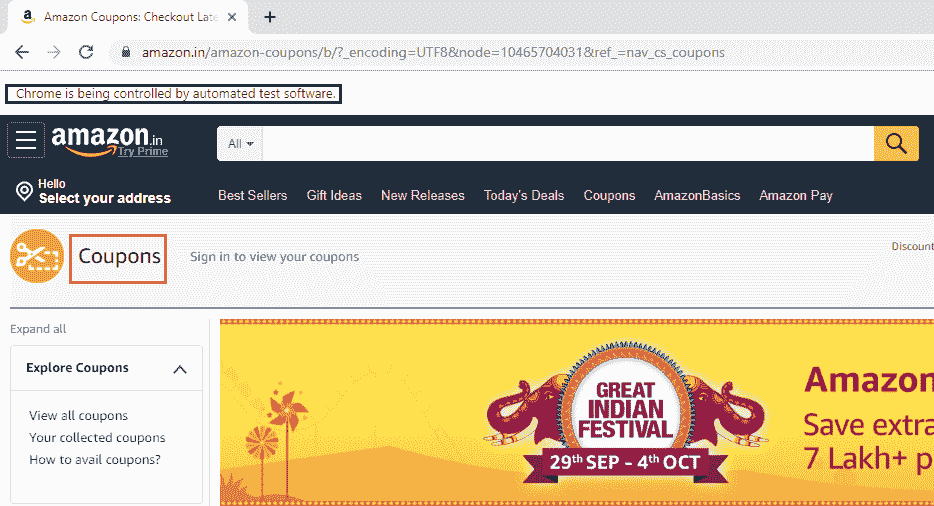 Amazon Coupons: Checkout Late
amazon.in/amazon-coupons/b/?_encoding=UTF8&node=10465704031&ref_=nav_cs_coupons
Chrome is being controlled by automated test software.
amazon.in
Try Prime
All
Hello
Select your address
Best Sellers Gift Ideas New Releases Today's Deals Coupons AmazonBasics Amazon Pay
Coupons
Sign in to view your coupons
Discount
Expand all
Explore Coupons
View all coupons
Your collected coupons
How to avail coupons?
GREAT
INDIAN
FESTIVAL
29th SEP - 4th OCT
Amazon
Save extra
7 Lakh+ p